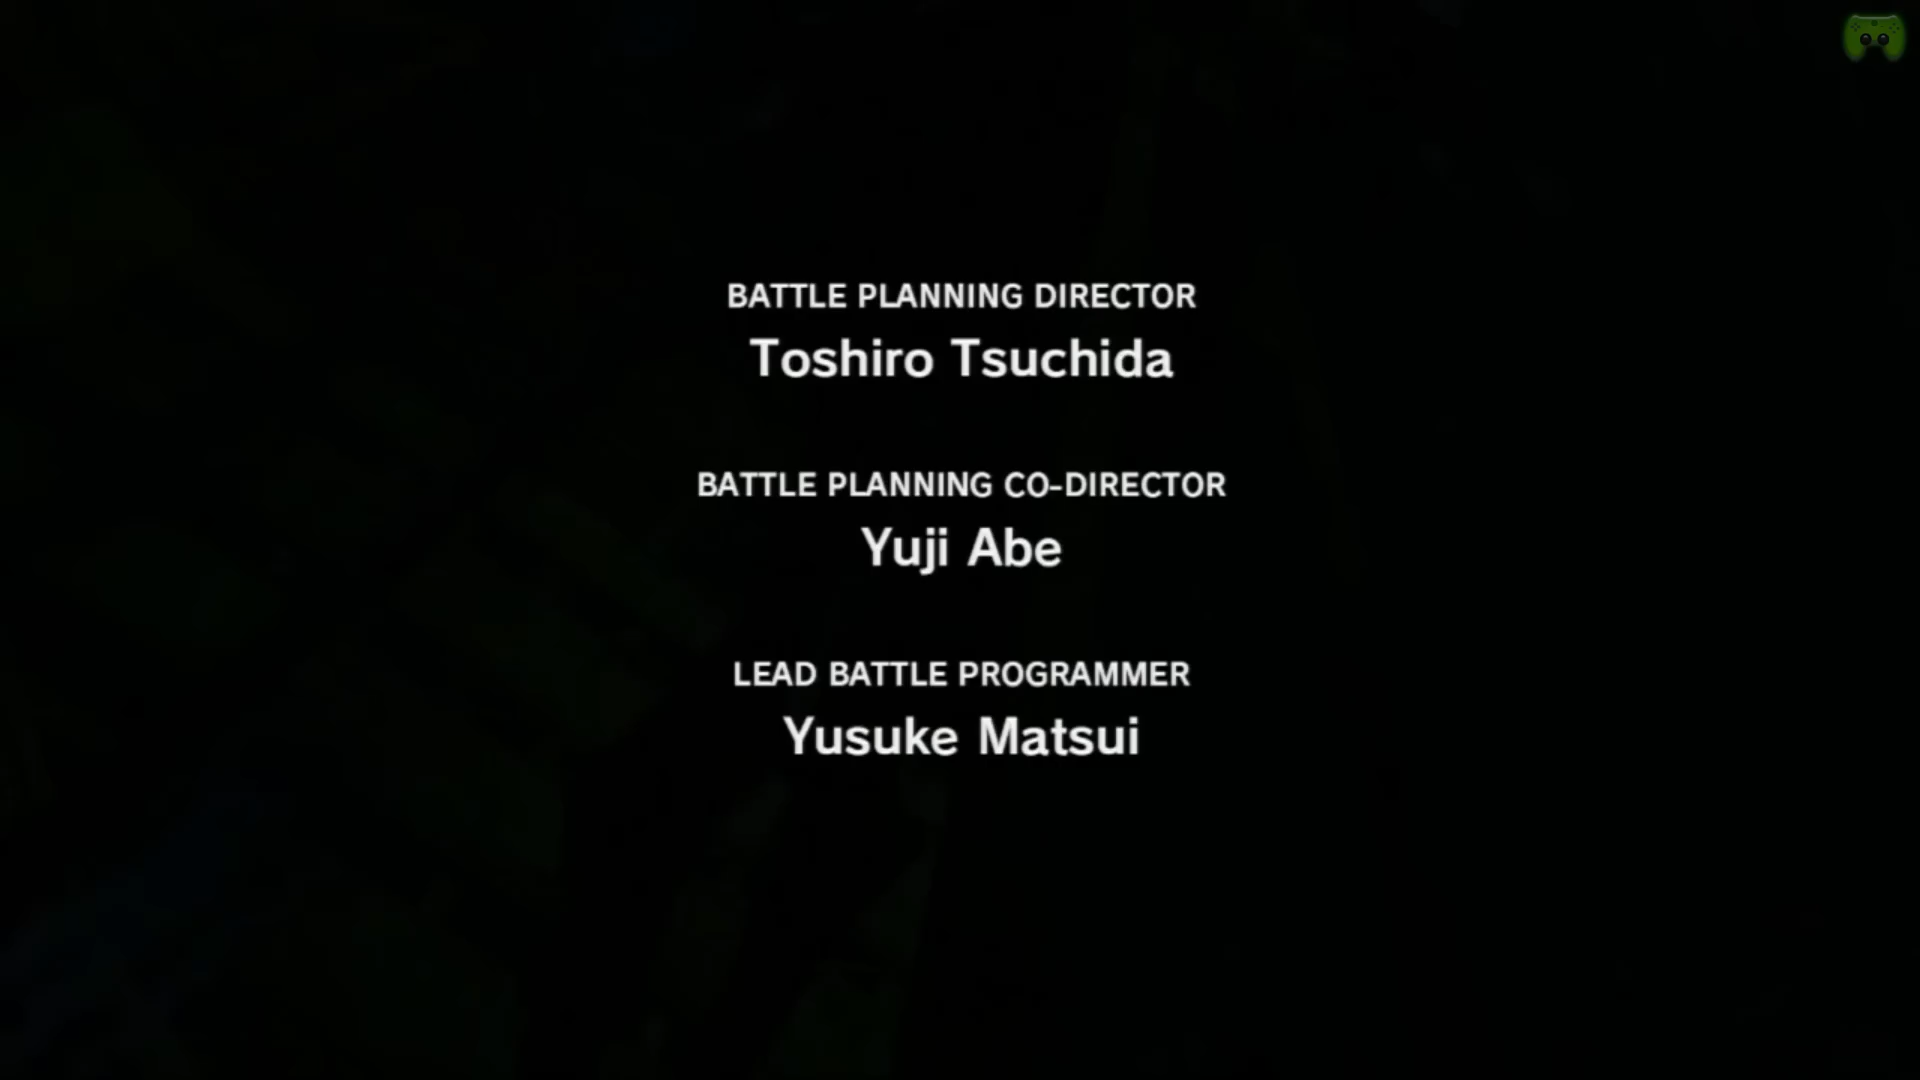 BATTLE PLANNING DIRECTOR
Toshiro Tsuchida
BATTLE PLANNING CO-DIRECTOR
Yuji Abe
LEAD BATTLE PROGRAMMER
Yusuke Matsui